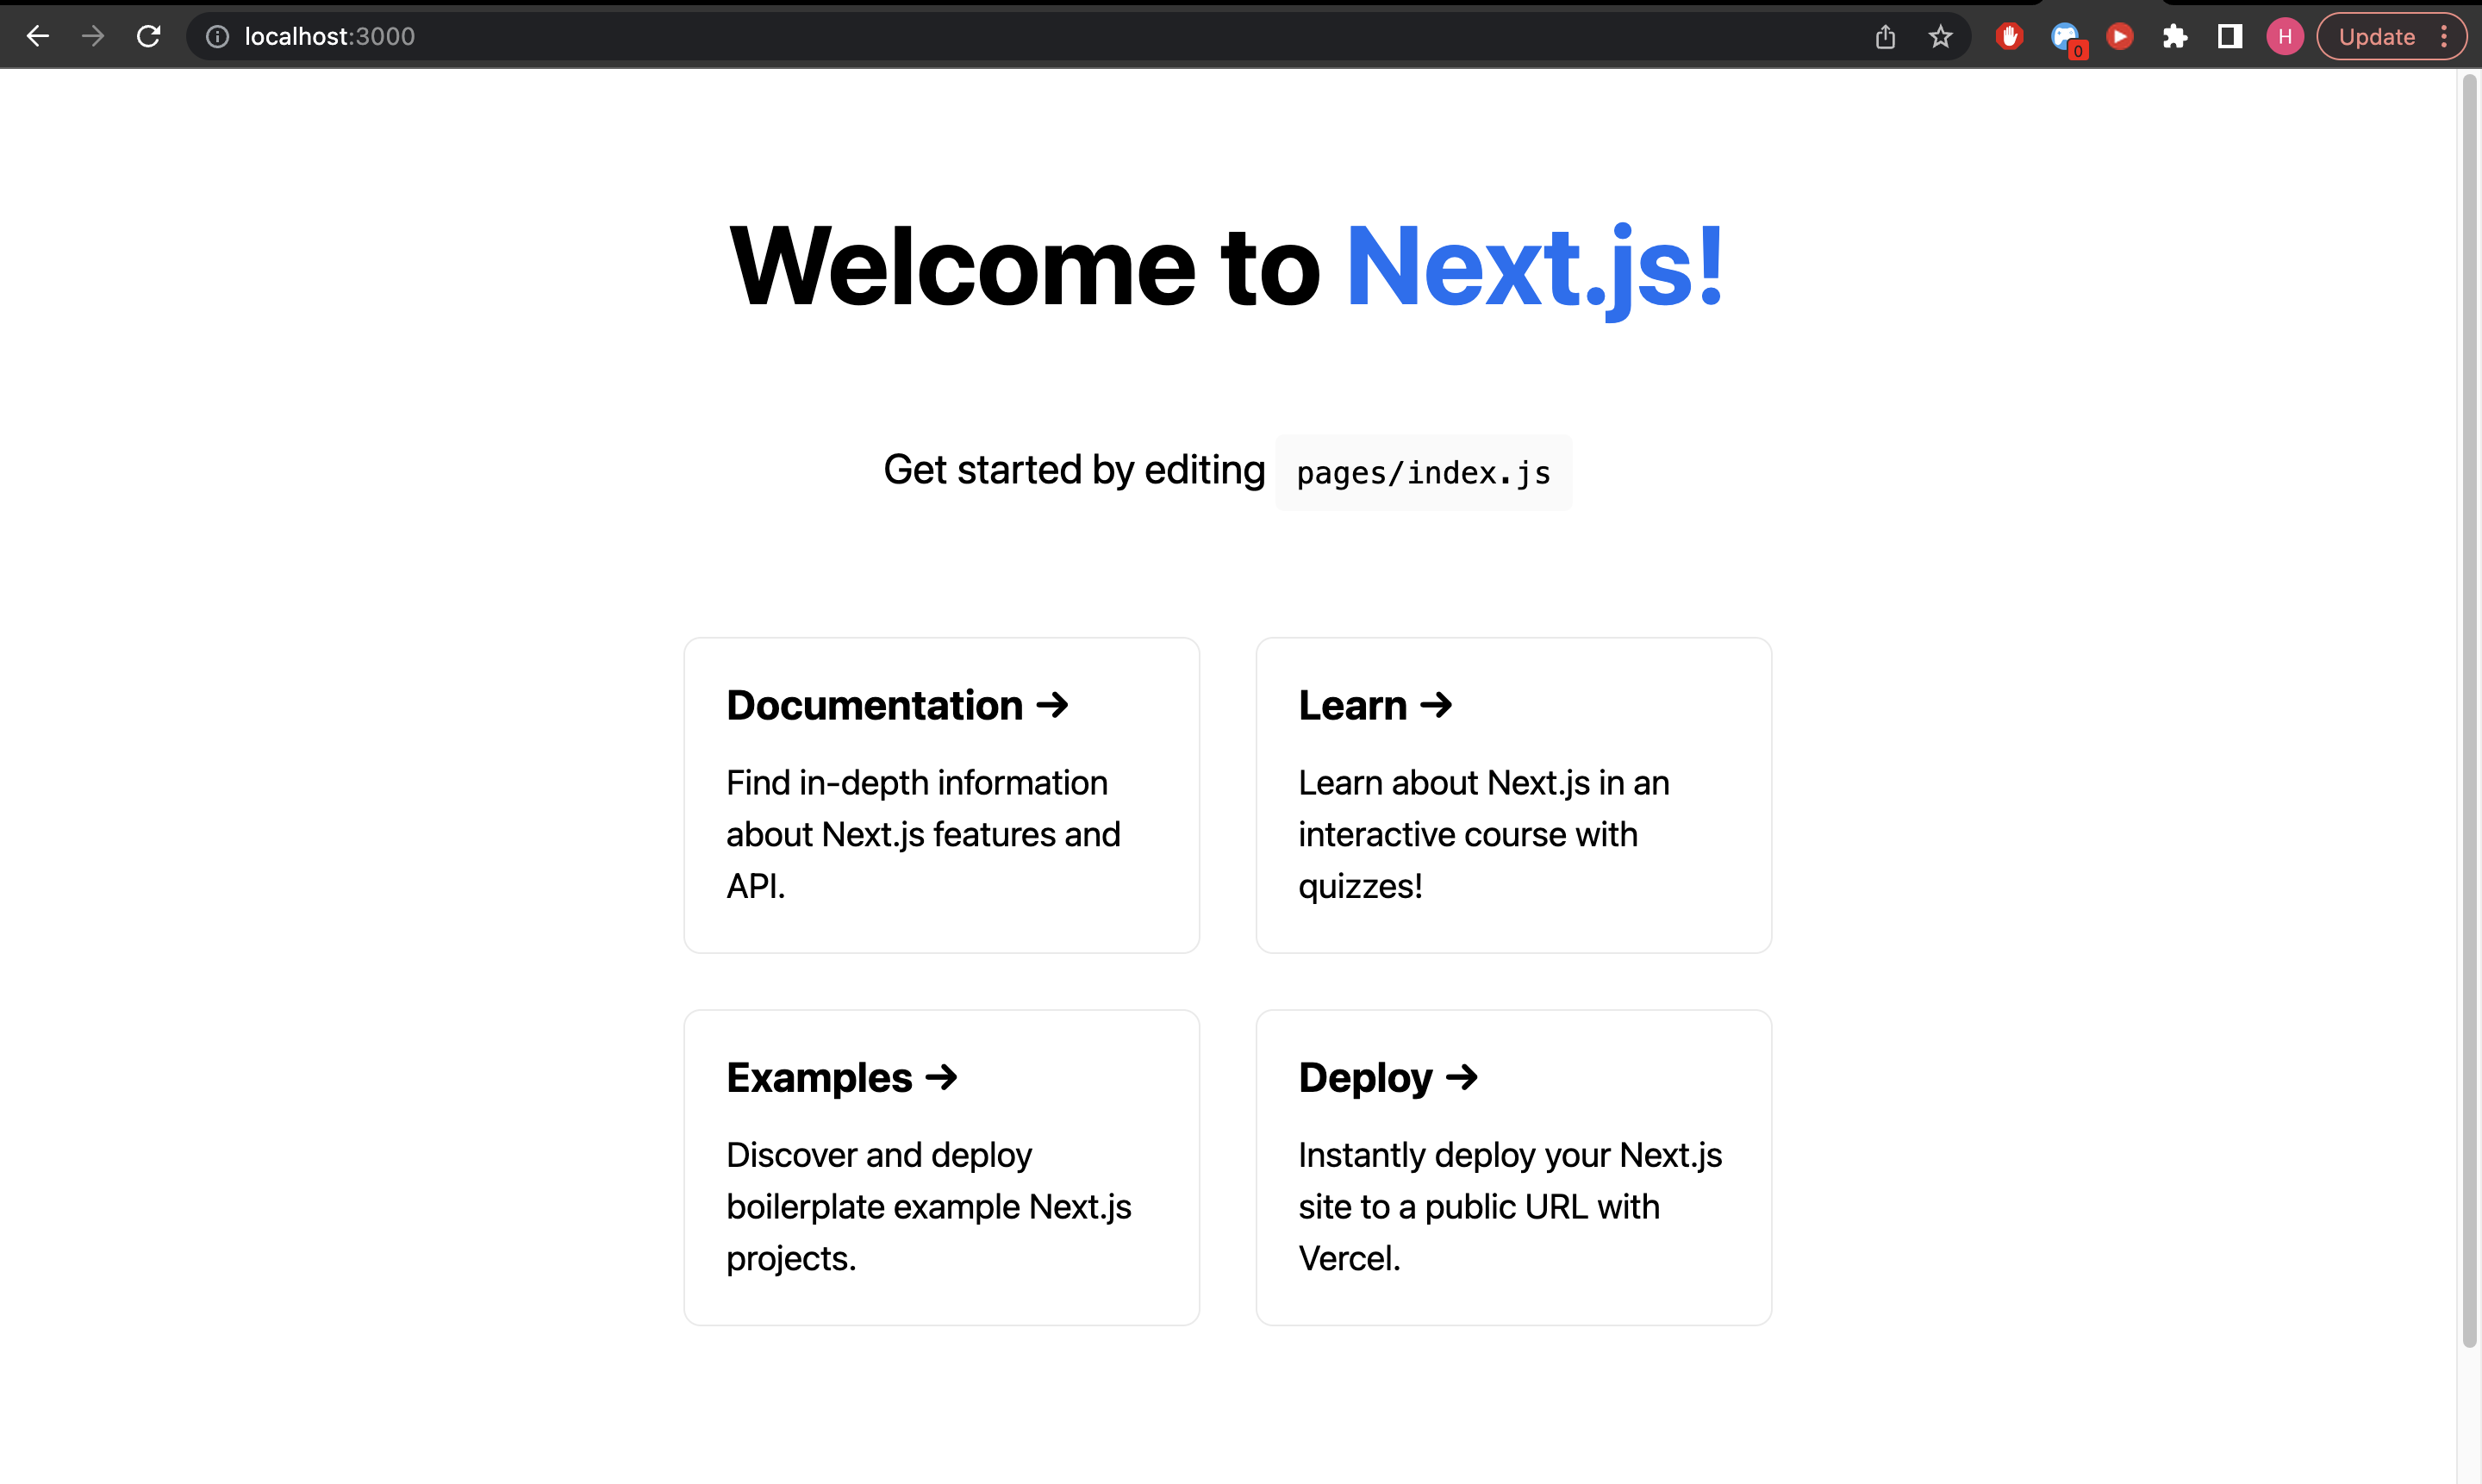 localhost:3000
0
H
Update
Welcome to Next.js!
Get started by editing pages/index.js
Documentation →
Find in-depth information
about Next.js features and
API.
Learn →
Learn about Next.js in an
interactive course with
quizzes!
Examples →
Discover and deploy
boilerplate example Next.js
projects.
Deploy →
Instantly deploy your Next.js
site to a public URL with
Vercel.